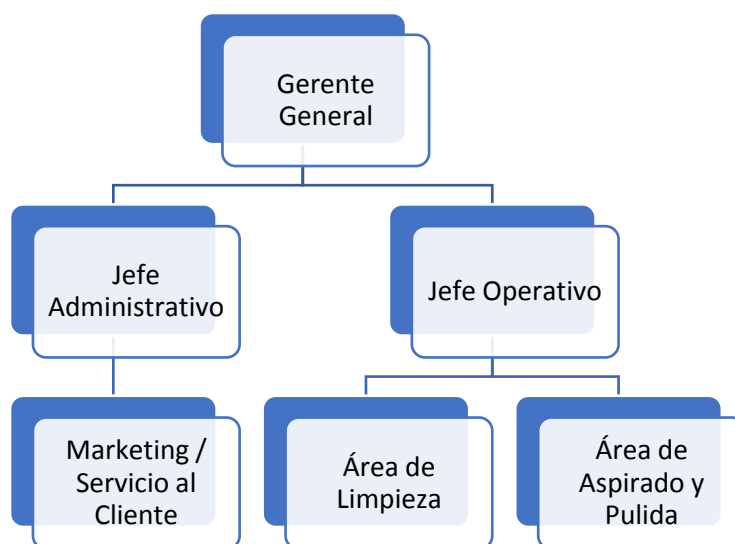 Gerente
General
Jefe
Administrativo
Jefe Operativo
Marketing /
Servicio al
Cliente
Área de
Limpieza
Área de
Aspirado y
Pulida